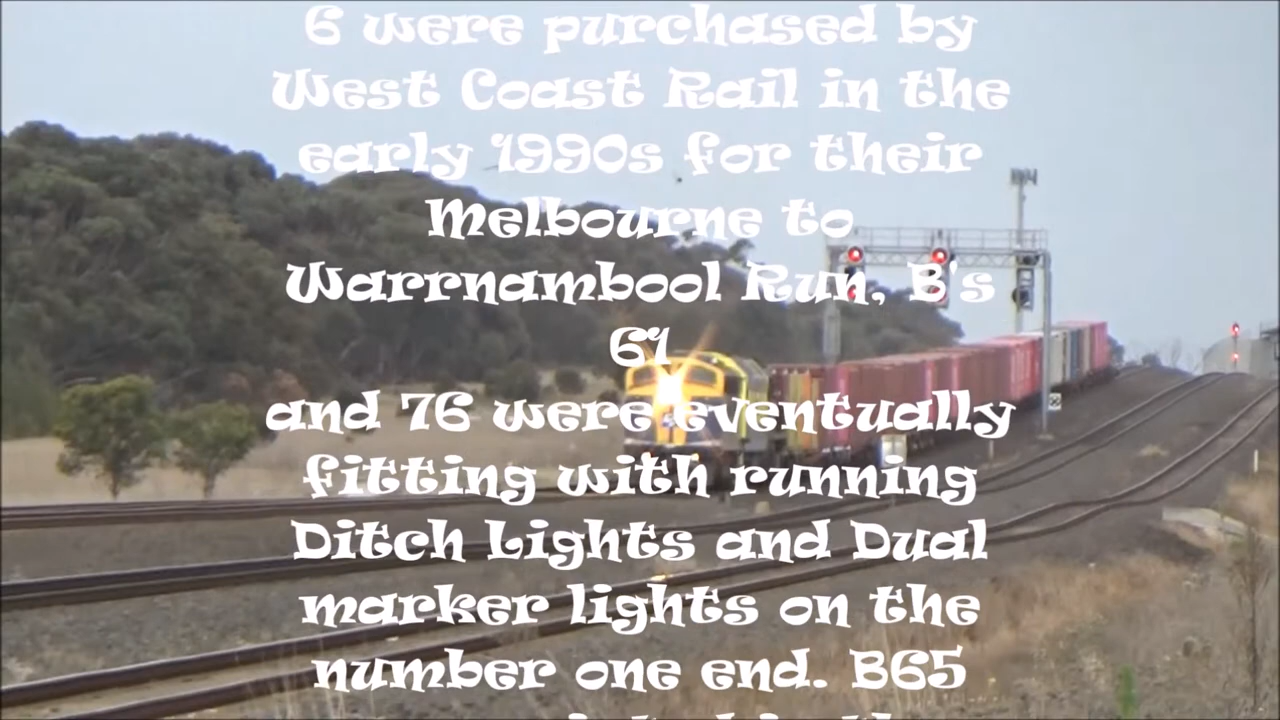 6 were purchased by
West Coast Rail in the
early 1990s for their
Melbourne to
Warrnambool Run, B's
61
and 76 were eventually
fitting with running
Ditch Lights and Dual
marker lights on the
number one end. B65